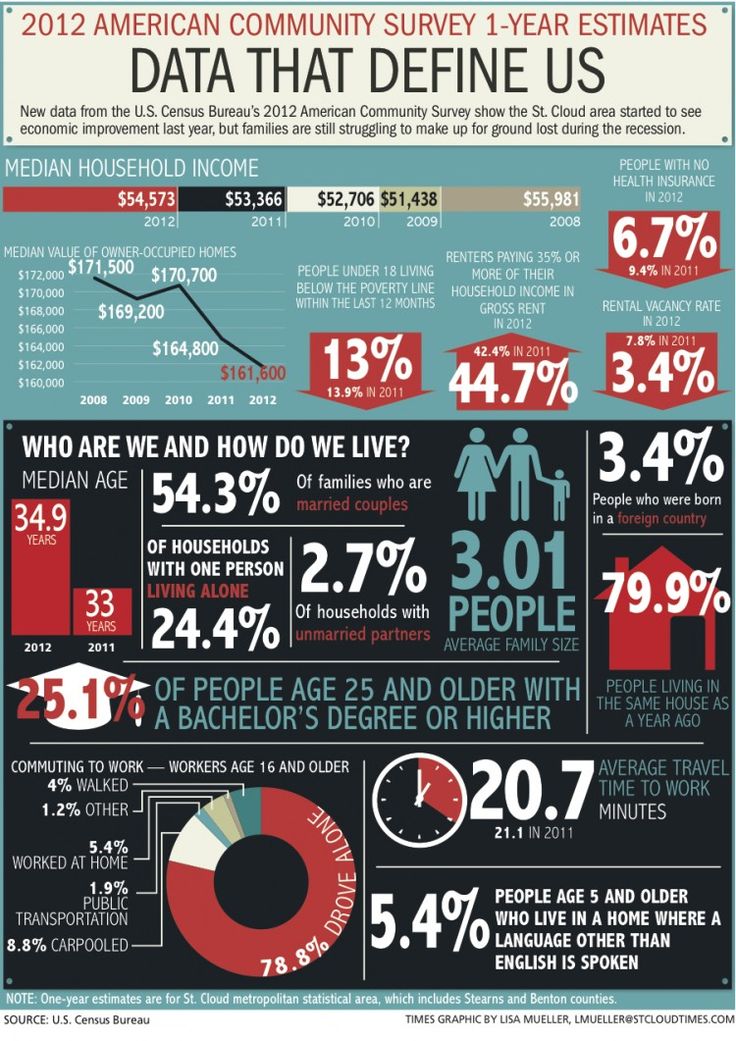 2012 AMERICAN COMMUNITY SURVEY 1-YEAR ESTIMATES
DATA THAT DEFINE US
New data from the U.S. Census Bureau's 2012 American Community Survey show the St. Cloud area started to see
economic improvement last year, but families are still struggling to make up for ground lost during the recession.
MEDIAN HOUSEHOLD INCOME
$54,573 $53,366 $52,706 $51,438 $55,981
2012 2011 2010 2009 2008
PEOPLE WITH NO
HEALTH INSURANCE
IN 2012
6.7%
9.4% IN 2011
MEDIAN VALUE OF OWNER-OCCUPIED HOMES
$172,000
$170,000
$168,000
$166,000
$164,000
$162,000
$160,000
$171,500
$169,200
$170,700
$164,800
$161,600
2008 2009 2010 2011 2012
PEOPLE UNDER 18 LIVING
BELOW THE POVERTY LINE
WITHIN THE LAST 12 MONTHS
13%
13.9% IN 2011
RENTERS PAYING 35% OR
MORE OF THEIR
HOUSEHOLD INCOME IN
GROSS RENT
IN 2012
42.4% IN 2011
44.7%
RENTAL VACANCY RATE
IN 2012
7.8% IN 2011
3.4%
WHO ARE WE AND HOW DO WE LIVE?
MEDIAN AGE
34.9
YEARS
33
YEARS
2012 2011
54.3%
Of families who are
married couples
OF HOUSEHOLDS
WITH ONE PERSON
LIVING ALONE
24.4%
2.7%
Of households with
unmarried partners
3.01
PEOPLE
AVERAGE FAMILY SIZE
3.4%
People who were born
in a foreign country
79.9%
PEOPLE LIVING IN
THE SAME HOUSE AS
A YEAR AGO
25.1%
OF PEOPLE AGE 25 AND OLDER WITH
A BACHELOR'S DEGREE OR HIGHER
COMMUTING TO WORK — WORKERS AGE 16 AND OLDER
4% WALKED
1.2% OTHER
5.4%
WORKED AT HOME
1.9%
PUBLIC
TRANSPORTATION
8.8% CARPOOLED
78.8% DROVE ALONE
20.7
AVERAGE TRAVEL
TIME TO WORK
MINUTES
21.1 IN 2011
5.4%
PEOPLE AGE 5 AND OLDER
WHO LIVE IN A HOME WHERE A
LANGUAGE OTHER THAN
ENGLISH IS SPOKEN
NOTE: One-year estimates are for St. Cloud metropolitan statistical area, which includes Stearns and Benton counties.
SOURCE: U.S. Census Bureau
TIMES GRAPHIC BY LISA MUELLER, LMUELLER@STCLOUDTIMES.COM